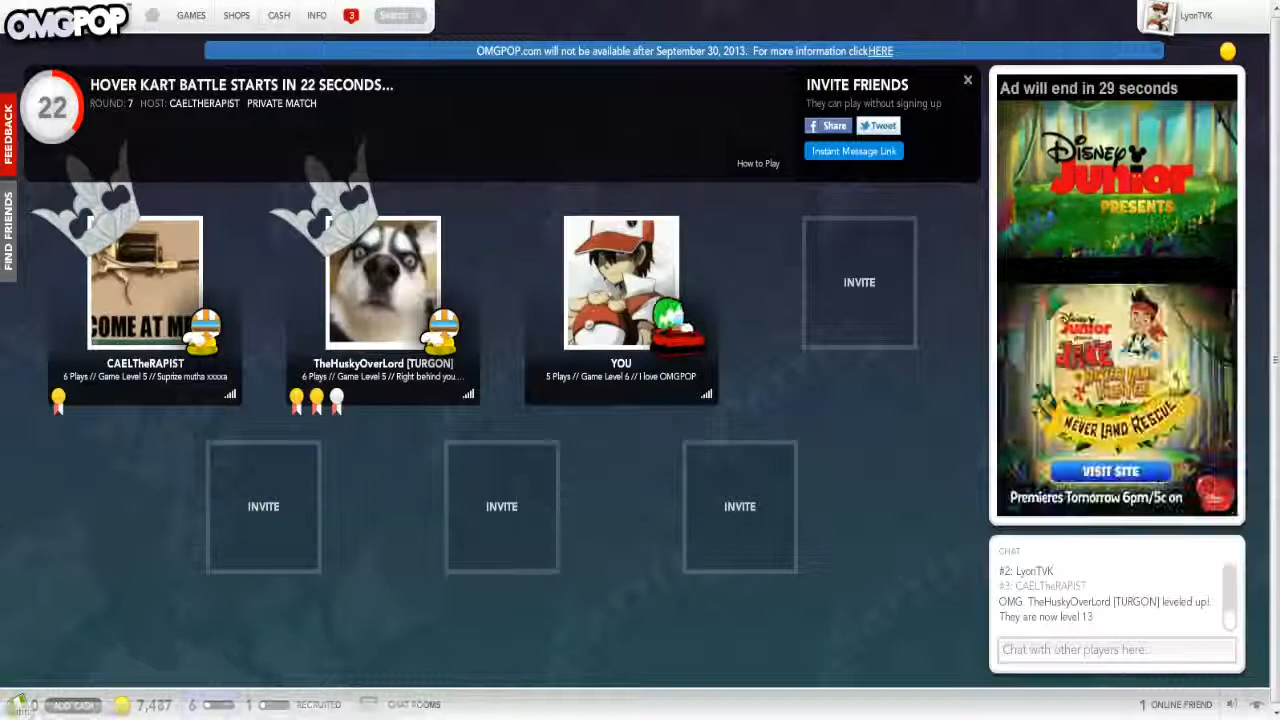 OMGPOP
GAMES SHOPS CASH INFO 3
LyonTVK
OMGPOP.com will not be available after September 30, 2013. For more information click HERE
22
HOVER KART BATTLE STARTS IN 22 SECONDS...
ROUND: 7 HOST: CAELTHERAPIST PRIVATE MATCH
How to Play
INVITE FRIENDS
They can play without signing up
Share Tweet
Instant Message Link
FEEDBACK
FIND FRIENDS
COME AT M
CAELTheRAPIST
6 Plays // Game Level 5 // Suprize mutha xxxxx
TheHuskyOverLord [TURGON]
6 Plays // Game Level 5 // Right behind you....
YOU
5 Plays // Game Level 6 // I love OMGPOP
INVITE
INVITE
INVITE
INVITE
Ad will end in 29 seconds
Disney
Junior
PRESENTS
Disney
Junior
JAKE
NEVER LAND RESCUE
VISIT SITE
Premieres Tomorrow 6pm/5c on
CHAT
#2: LyonTVK
#3: CAELTheRAPIST
OMG. TheHuskyOverLord [TURGON] leveled up!.
They are now level 13
Chat with other players here..
ADD CASH 7,487 6 1 RECRUITED CHAT ROOMS
1 ONLINE FRIEND